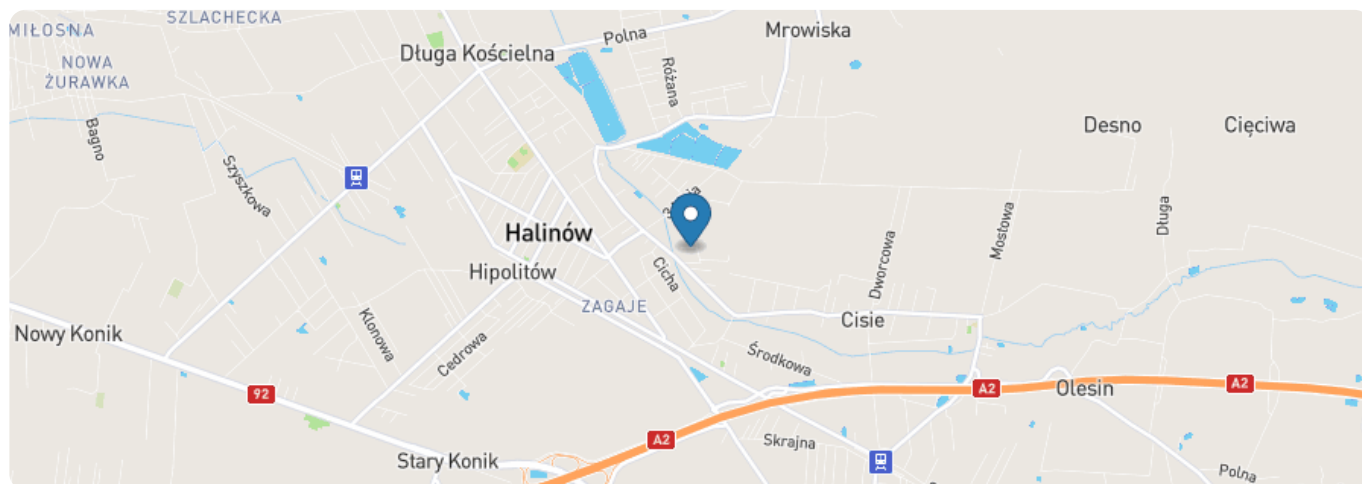 SZLACHECKA
MIŁOSNA
Polna
Mrowiska
Długa Kościelna
NOWA
ŻURAWKA
Różana
Bagno
Desno
Cięciwa
Szyszkowa
Długa
Mostowa
Halinów
Dworcowa
Hipolitów
Cicha
ZAGAJE
Cisie
Nowy Konik
Klonowa
Cedrowa
Środkowa
92
A2
Olesin
A2
A2
Skrajna
Stary Konik
Polna